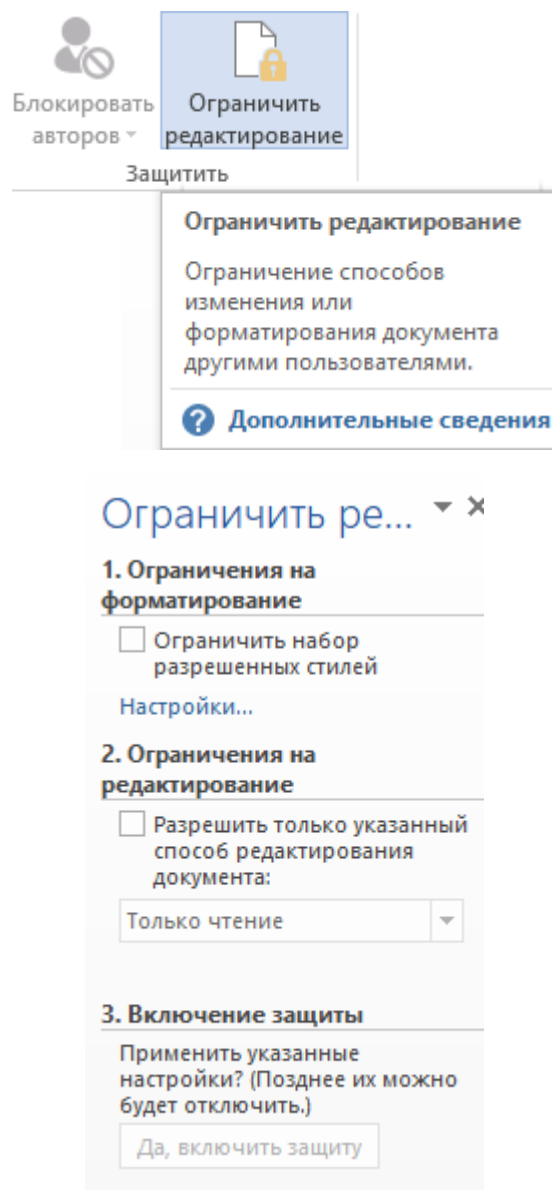 Блокировать
авторов
Ограничить
редактирование
Защитить
Ограничить редактирование
Ограничение способов
изменения или
форматирования документа
другими пользователями.
? Дополнительные сведения
Ограничить ре...
1. Ограничения на
форматирование
Ограничить набор
разрешенных стилей
Настройки...
2. Ограничения на
редактирование
Разрешить только указанный
способ редактирования
документа:
Только чтение
3. Включение защиты
Применить указанные
настройки? (Позднее их можно
будет отключить.)
Да, включить защиту